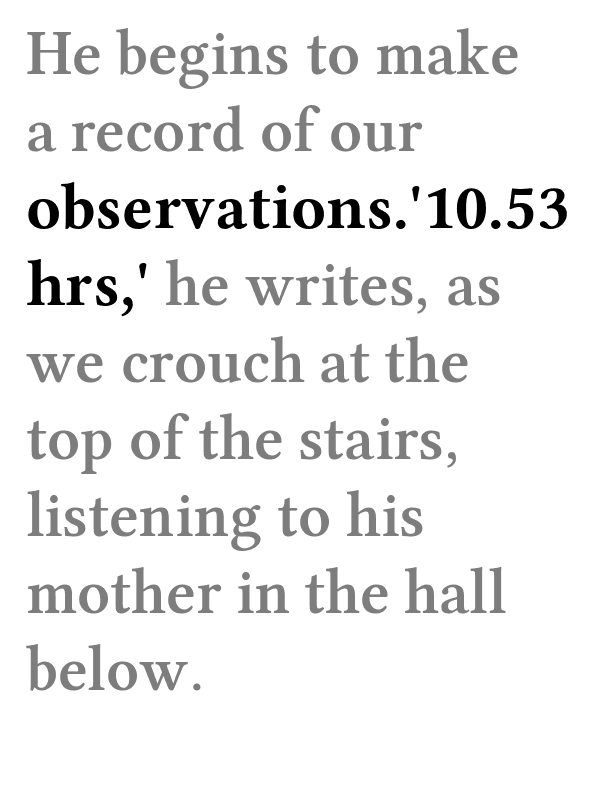 He begins to make
a record of our
observations.'10.53
hrs,' he writes, as
we crouch at the
top of the stairs,
listening to his
mother in the hall
below.